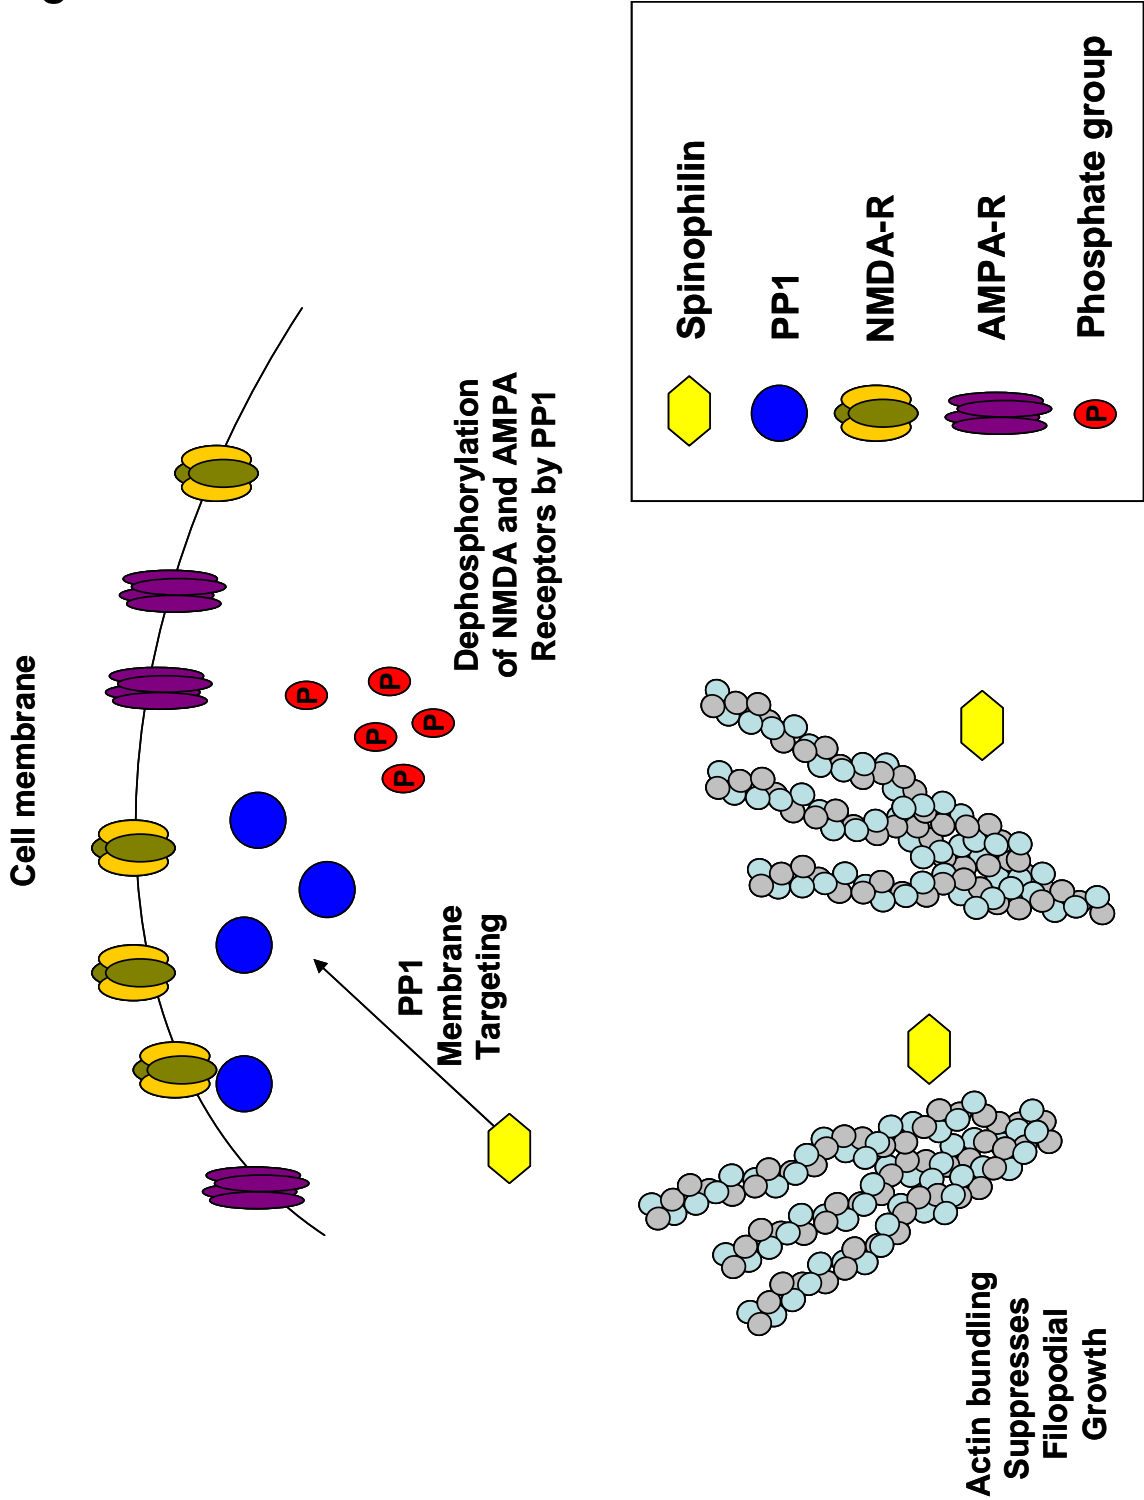 Cell membrane
P
P
P
P
P
PP1
Membrane
Targeting
Dephosphorylation
of NMDA and AMPA
Receptors by PP1
Actin bundling
Suppresses
Filopodial
Growth
Spinophilin
PP1
NMDA-R
AMPA-R
P Phosphate group